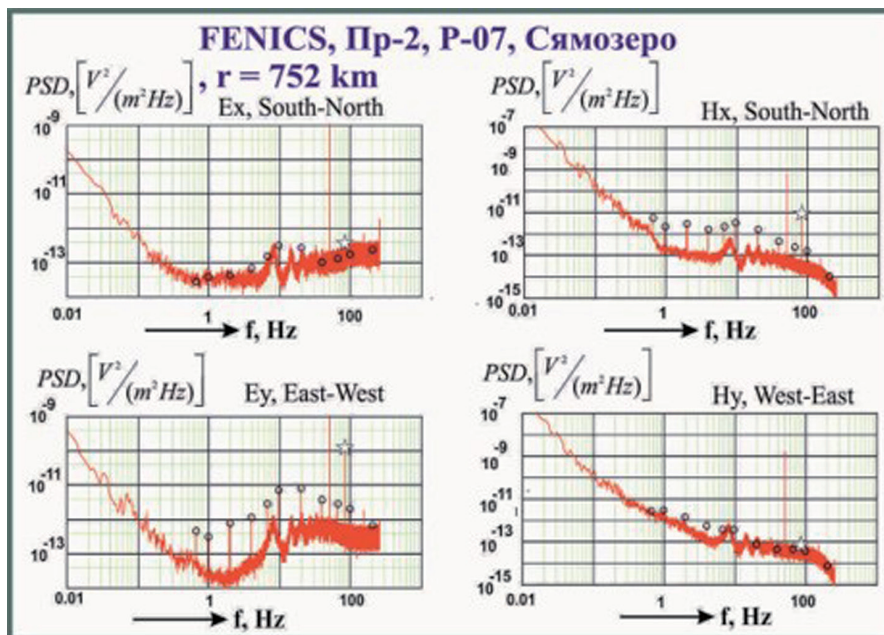 FENICS, Пр-2, Р-07, Сямозеро
, r = 752 km
PSD, [V²/(m²Hz)]
Ex, South-North
10⁻⁹
10⁻¹¹
10⁻¹³
0.01
1
100
f, Hz
PSD, [V²/(m²Hz)]
Hx, South-North
10⁻⁷
10⁻⁹
10⁻¹¹
10⁻¹³
10⁻¹⁵
0.01
1
100
f, Hz
PSD, [V²/(m²Hz)]
Ey, East-West
10⁻⁹
10⁻¹¹
10⁻¹³
0.01
1
100
f, Hz
PSD, [V²/(m²Hz)]
Hy, West-East
10⁻⁷
10⁻⁹
10⁻¹¹
10⁻¹³
10⁻¹⁵
0.01
1
100
f, Hz